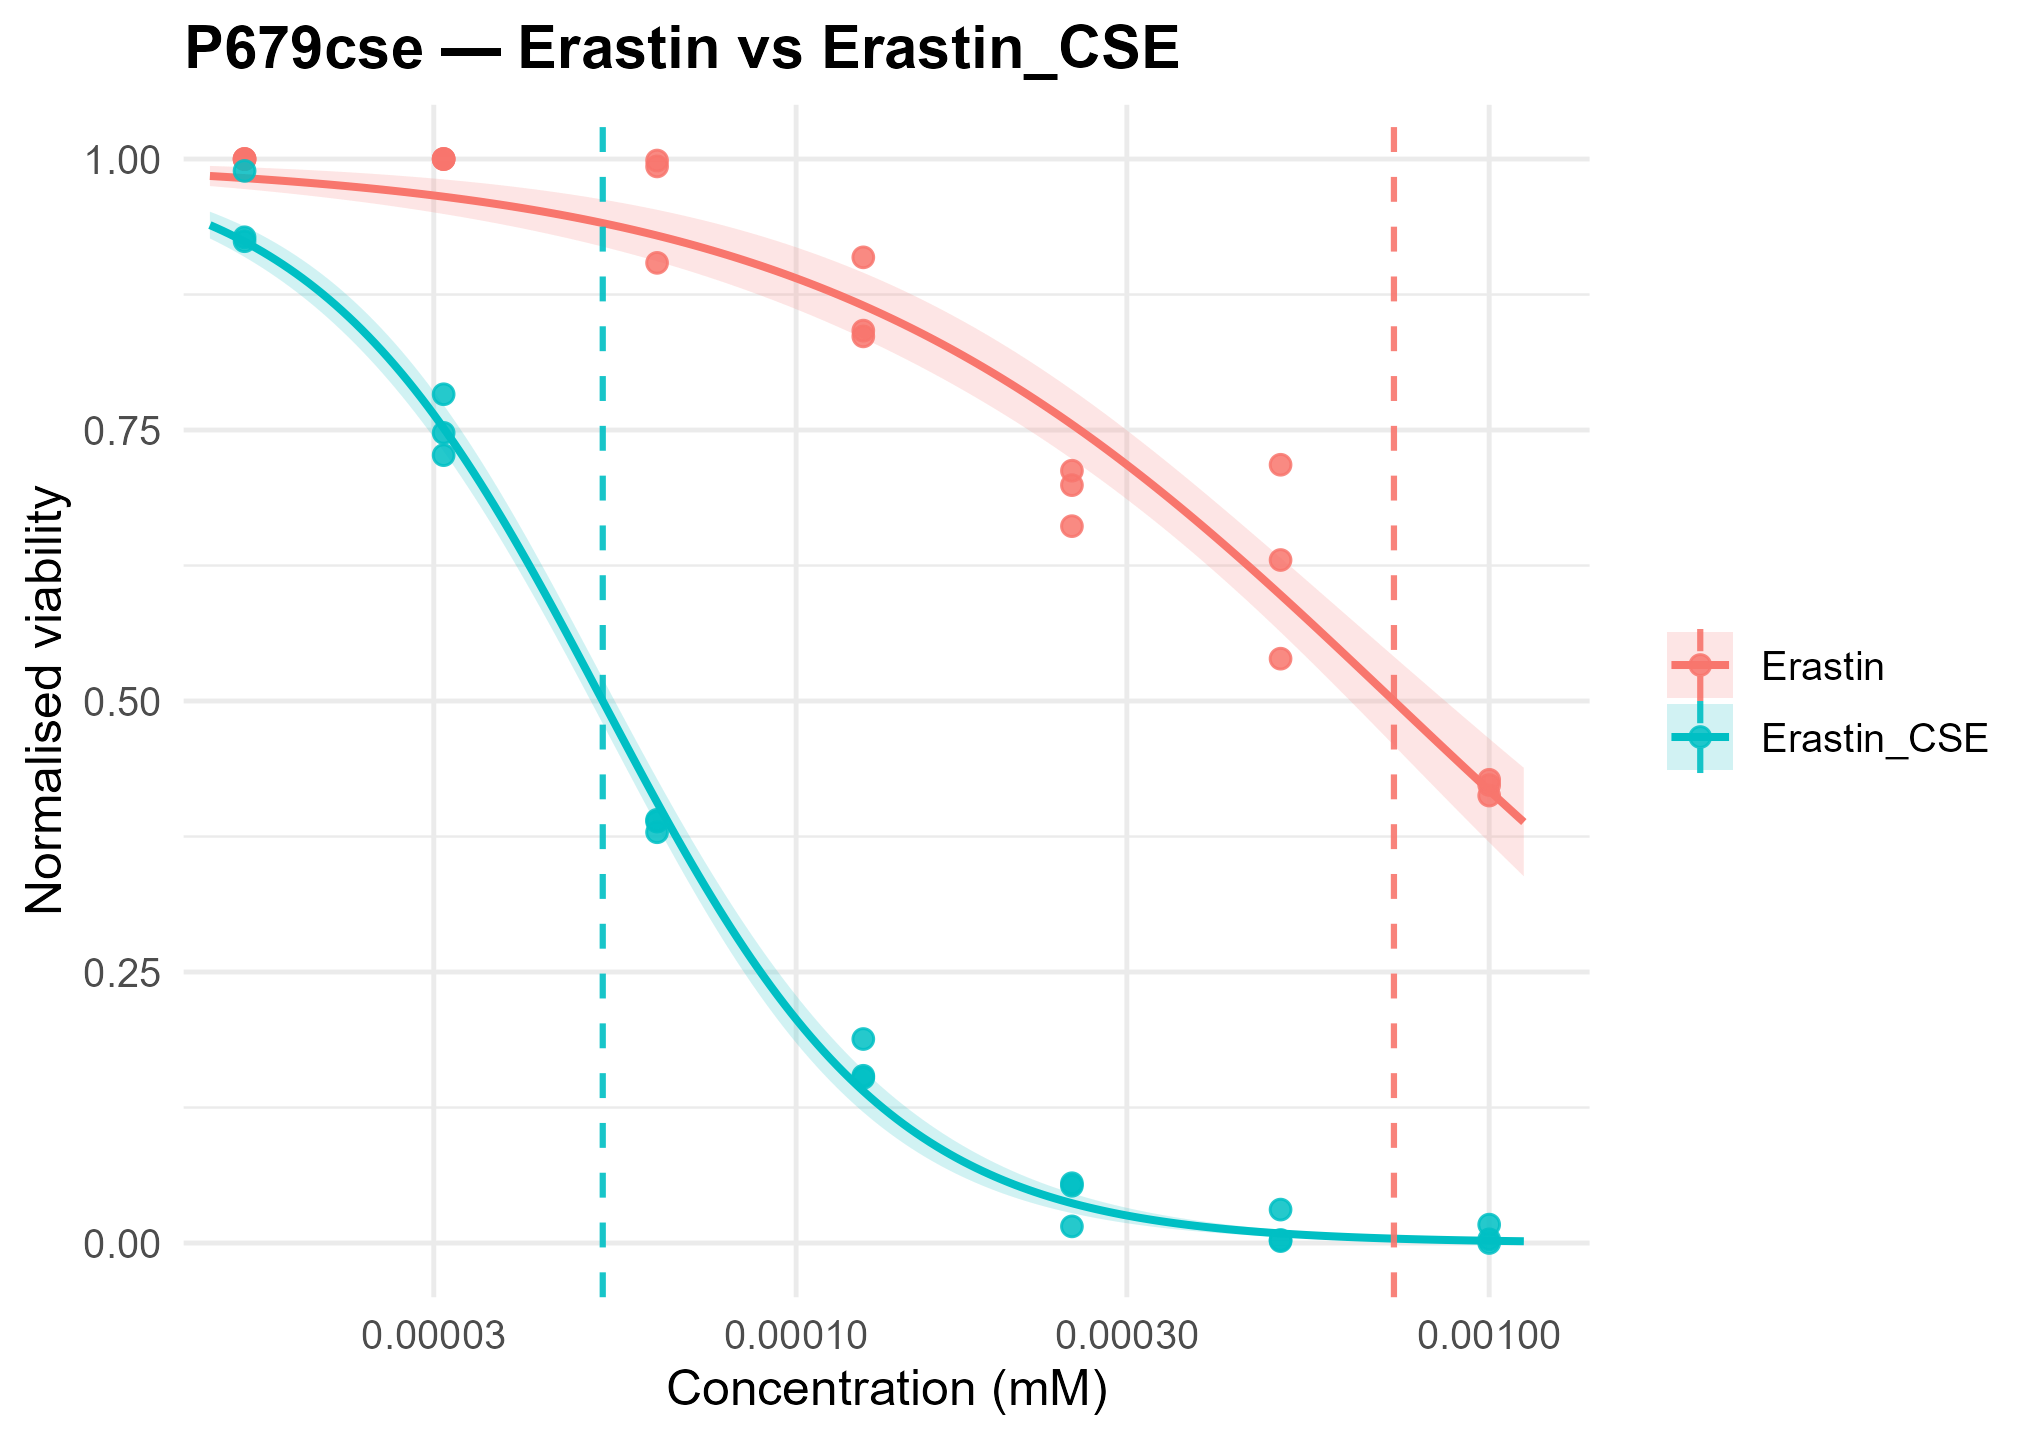 P679cse — Erastin vs Erastin_CSE
Normalised viability
1.00
0.75
0.50
0.25
0.00
0.00003
0.00010
0.00030
0.00100
Concentration (mM)
Erastin
Erastin_CSE